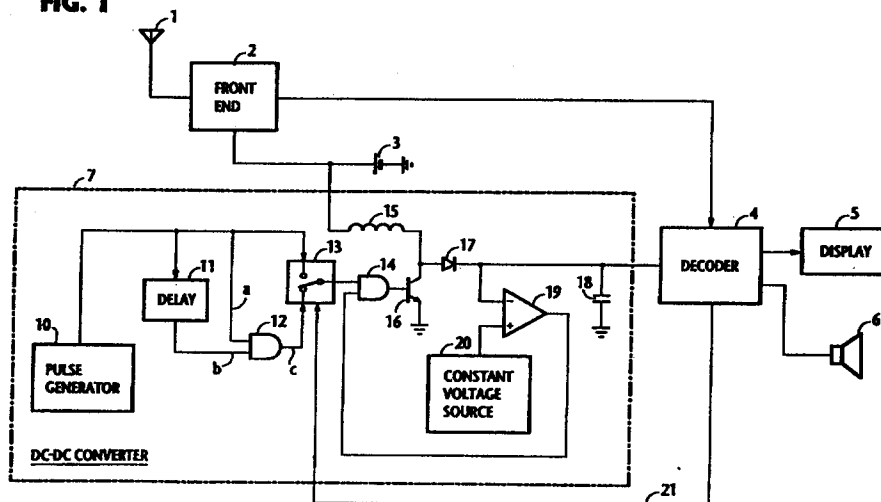 FIG. 1
1
2
FRONT
END
3
7
15
17
4
5
13
14
DECODER
DISPLAY
11
DELAY
a
12
16
19
18
6
10
20
PULSE
GENERATOR
b
c
CONSTANT
VOLTAGE
SOURCE
DC-DC CONVERTER
21